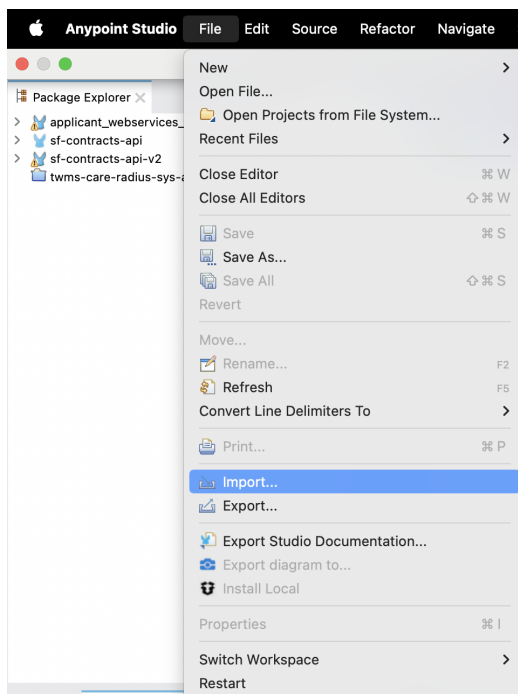 Anypoint Studio File Edit Source Refactor Navigate
Package Explorer
applicant_webservices_
sf-contracts-api
sf-contracts-api-v2
twms-care-radius-sys-
New
Open File...
Open Projects from File System...
Recent Files
Close Editor ⌘ W
Close All Editors ⇧ ⌘ W
Save ⌘ S
Save As...
Save All ⇧ ⌘ S
Revert
Move...
Rename... F2
Refresh F5
Convert Line Delimiters To
Print... ⌘ P
Import...
Export...
Export Studio Documentation...
Export diagram to...
Install Local
Properties ⌘ I
Switch Workspace
Restart